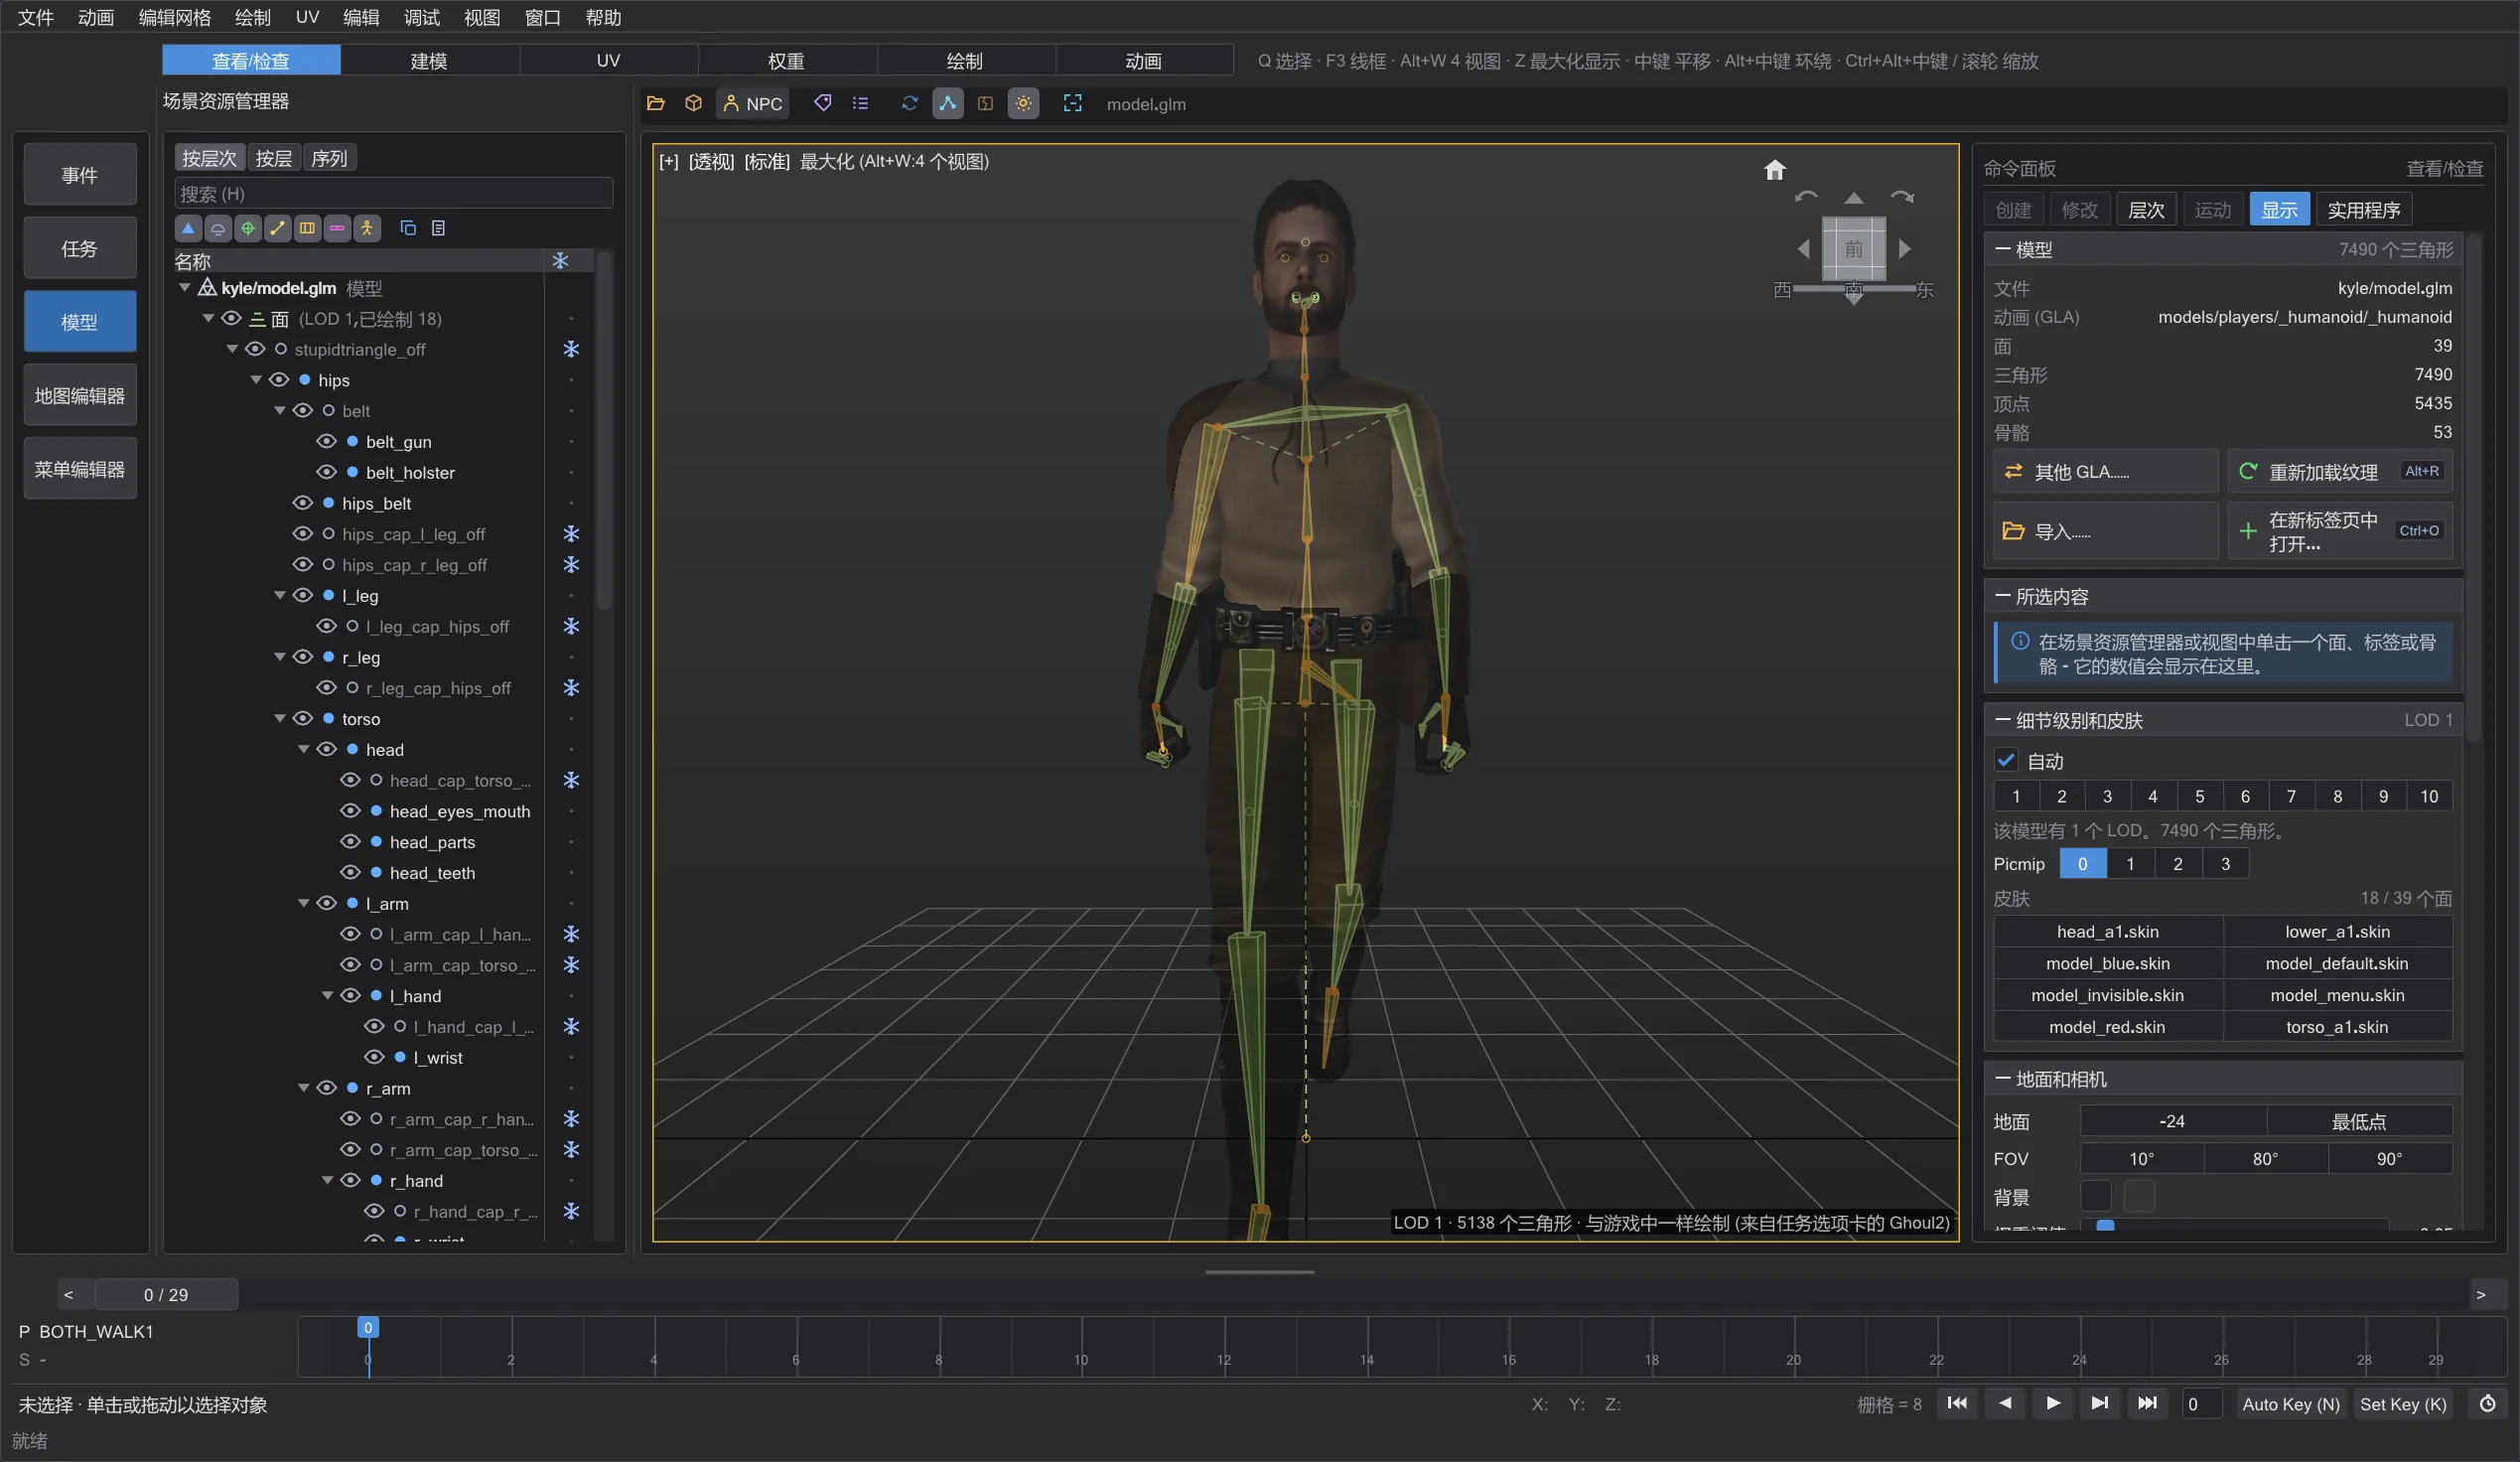 文件 动画 编辑网格 绘制 UV 编辑 调试 视图 窗口 帮助
查看/检查 建模 UV 权重 绘制 动画 Q 选择 · F3 线框 · Alt+W 4 视图 · Z 最大化显示 · 中键 平移 · Alt+中键 环绕 · Ctrl+Alt+中键 / 滚轮 缩放
场景资源管理器
NPC model.glm
事件
任务
模型
地图编辑器
菜单编辑器
按层次 按层 序列
搜索 (H)
名称
kyle/model.glm 模型
面 (LOD 1,已绘制 18)
stupidtriangle_off
hips
belt
belt_gun
belt_holster
hips_belt
hips_cap_l_leg_off
hips_cap_r_leg_off
l_leg
l_leg_cap_hips_off
r_leg
r_leg_cap_hips_off
torso
head
head_cap_torso_...
head_eyes_mouth
head_parts
head_teeth
l_arm
l_arm_cap_l_han...
l_arm_cap_torso_...
l_hand
l_hand_cap_l_...
l_wrist
r_arm
r_arm_cap_r_han...
r_arm_cap_torso_...
r_hand
r_hand_cap_r_...
r_wrist
[+] [透视] [标准] 最大化 (Alt+W:4 个视图)
前
西 南 东
LOD 1 · 5138 个三角形 · 与游戏中一样绘制 (来自任务选项卡的 Ghoul2)
命令面板 查看/检查
创建 修改 层次 运动 显示 实用程序
模型 7490 个三角形
文件 kyle/model.glm
动画 (GLA) models/players/_humanoid/_humanoid
面 39
三角形 7490
顶点 5435
骨骼 53
其他 GLA...... 重新加载纹理 Alt+R
导入...... 在新标签页中打开... Ctrl+O
所选内容
在场景资源管理器或视图中单击一个面、标签或骨
骼 - 它的数值会显示在这里。
细节级别和皮肤 LOD 1
自动
1 2 3 4 5 6 7 8 9 10
该模型有 1 个 LOD。7490 个三角形。
Picmip 0 1 2 3
皮肤 18 / 39 个面
head_a1.skin lower_a1.skin
model_blue.skin model_default.skin
model_invisible.skin model_menu.skin
model_red.skin torso_a1.skin
地面和相机
地面 -24 最低点
FOV 10° 80° 90°
背景
< 0 / 29 >
P BOTH_WALK1
S -
0
0 2 4 6 8 10 12 14 16 18 20 22 24 26 28 29
未选择 · 单击或拖动以选择对象 X: Y: Z: 栅格 = 8 0 Auto Key (N) Set Key (K)
就绪